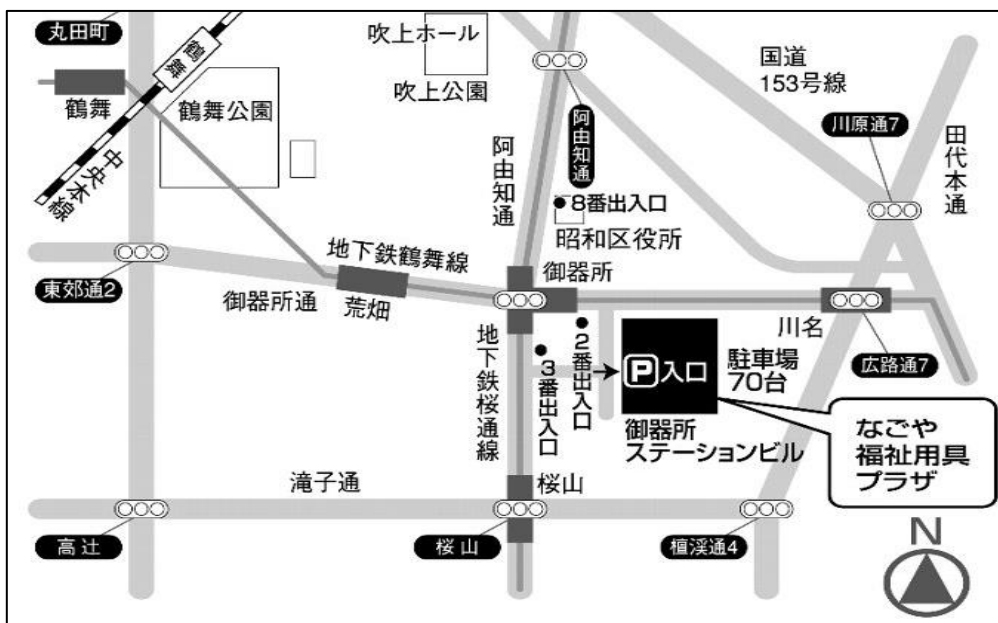 丸田町
鶴舞
鶴舞
中央本線
鶴舞公園
吹上ホール
吹上公園
阿由知通
阿由知通
国道
153号線
川原通7
田代本通
8番出入口
昭和区役所
東郊通2
地下鉄鶴舞線
御器所通
荒畑
御器所
川名
広路通7
地下鉄桜通線
3番出入口
2番出入口
P入口
駐車場
70台
御器所
ステーションビル
なごや
福祉用具
プラザ
滝子通
桜山
高辻
桜山
檀渓通4
N